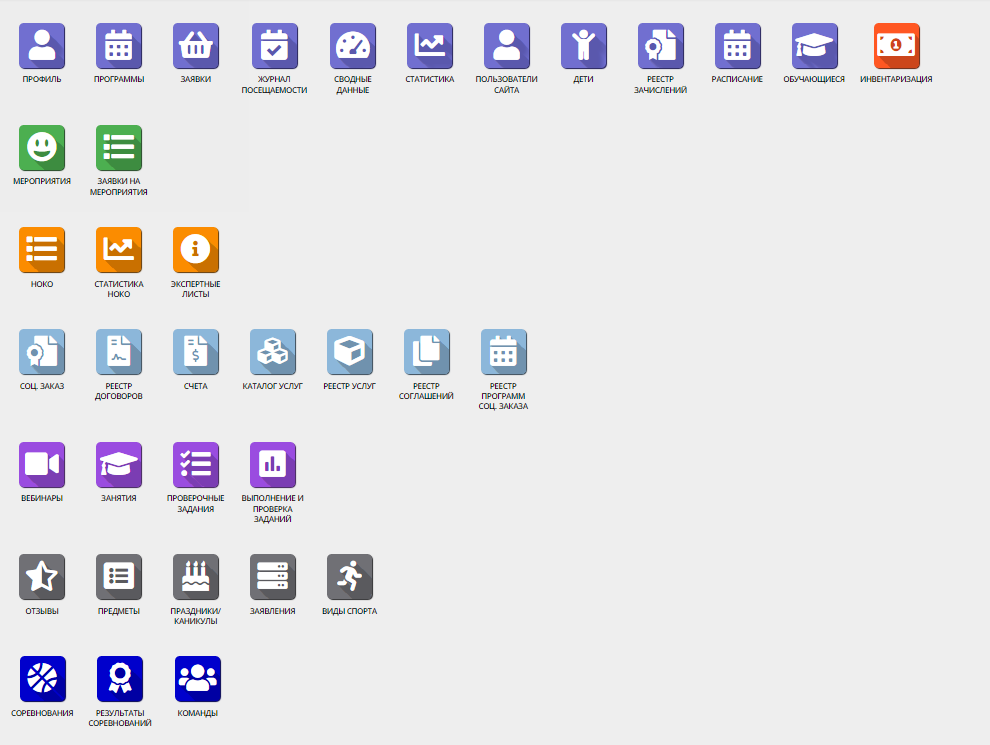 ПРОФИЛЬ
ПРОГРАММЫ
ЗАЯВКИ
ЖУРНАЛ
ПОСЕЩАЕМОСТИ
СВОДНЫЕ
ДАННЫЕ
СТАТИСТИКА
ПОЛЬЗОВАТЕЛИ
САЙТА
ДЕТИ
РЕЕСТР
ЗАЧИСЛЕНИЙ
РАСПИСАНИЕ
ОБУЧАЮЩИЕСЯ
1
ИНВЕНТАРИЗАЦИЯ
МЕРОПРИЯТИЯ
ЗАЯВКИ НА
МЕРОПРИЯТИЯ
НОКО
СТАТИСТИКА
НОКО
i
ЭКСПЕРТНЫЕ
ЛИСТЫ
СОЦ. ЗАКАЗ
РЕЕСТР
ДОГОВОРОВ
$
СЧЕТА
КАТАЛОГ УСЛУГ
РЕЕСТР УСЛУГ
РЕЕСТР
СОГЛАШЕНИЙ
РЕЕСТР
ПРОГРАММ
СОЦ. ЗАКАЗА
ВЕБИНАРЫ
ЗАНЯТИЯ
ПРОВЕРОЧНЫЕ
ЗАДАНИЯ
ВЫПОЛНЕНИЕ И
ПРОВЕРКА
ЗАДАНИЙ
ОТЗЫВЫ
ПРЕДМЕТЫ
ПРАЗДНИКИ/
КАНИКУЛЫ
ЗАЯВЛЕНИЯ
ВИДЫ СПОРТА
СОРЕВНОВАНИЯ
РЕЗУЛЬТАТЫ
СОРЕВНОВАНИЙ
КОМАНДЫ